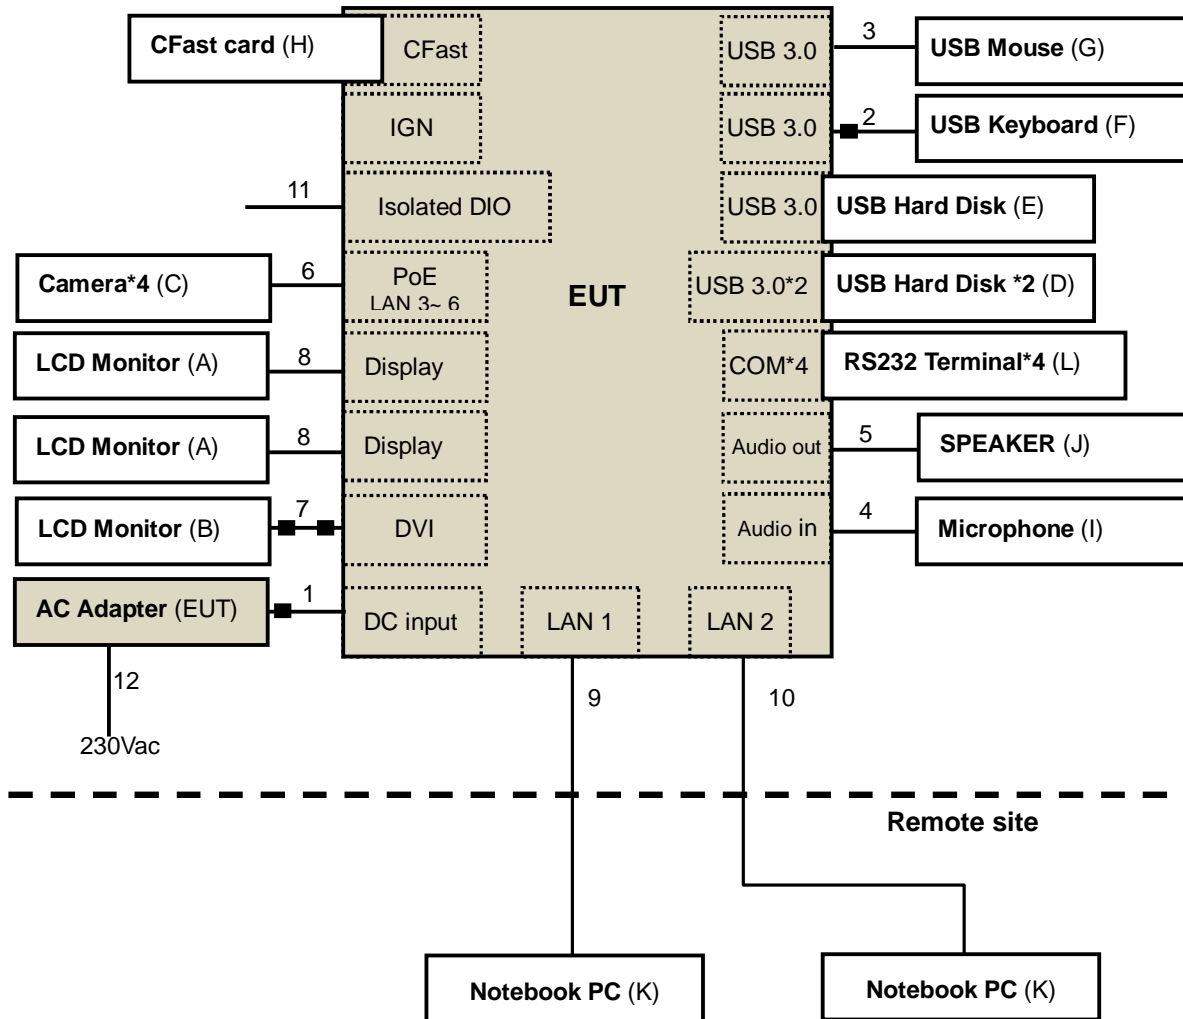 CFast card (H)
CFast
USB 3.0
3
USB Mouse (G)
IGN
USB 3.0
2
USB Keyboard (F)
11
Isolated DIO
USB 3.0
USB Hard Disk (E)
Camera*4 (C)
6
PoE
LAN 3~ 6
EUT
USB 3.0*2
USB Hard Disk *2 (D)
LCD Monitor (A)
8
Display
COM*4
RS232 Terminal*4 (L)
LCD Monitor (A)
8
Display
Audio out
5
SPEAKER (J)
LCD Monitor (B)
7
DVI
Audio in
4
Microphone (I)
AC Adapter (EUT)
1
DC input
LAN 1
LAN 2
12
230Vac
9
10
Remote site
Notebook PC (K)
Notebook PC (K)